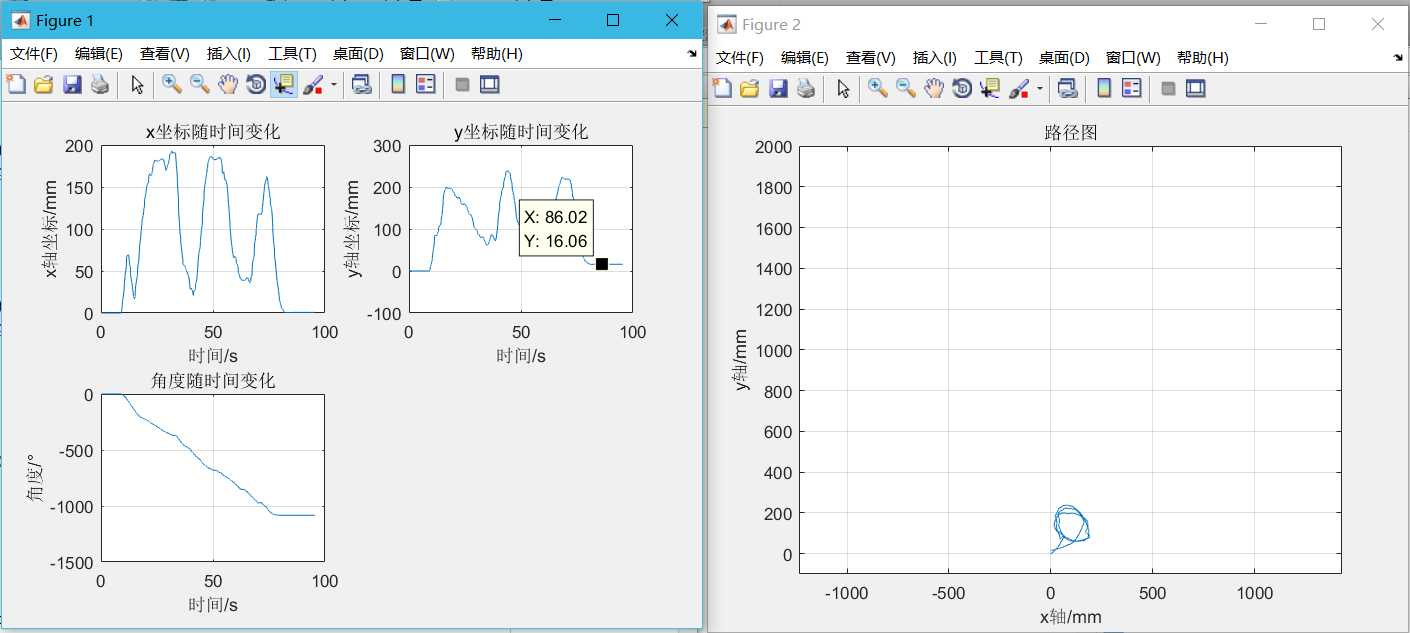 Figure 1
文件(F) 编辑(E) 查看(V) 插入(I) 工具(T) 桌面(D) 窗口(W) 帮助(H)
x坐标随时间变化
200
150
100
50
0
x轴坐标/mm
0 50 100
时间/s
y坐标随时间变化
300
200
100
0
-100
y轴坐标/mm
X: 86.02
Y: 16.06
0 50 100
时间/s
角度随时间变化
0
-500
-1000
-1500
角度/°
0 50 100
时间/s
Figure 2
文件(F) 编辑(E) 查看(V) 插入(I) 工具(T) 桌面(D) 窗口(W) 帮助(H)
路径图
2000
1800
1600
1400
1200
1000
800
600
400
200
0
y轴/mm
-1000 -500 0 500 1000
x轴/mm